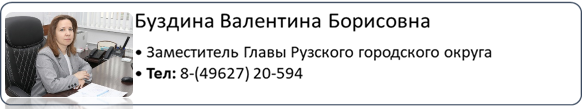 Буздина Валентина Борисовна
• Заместитель Главы Рузского городского округа
• Тел: 8-(49627) 20-594